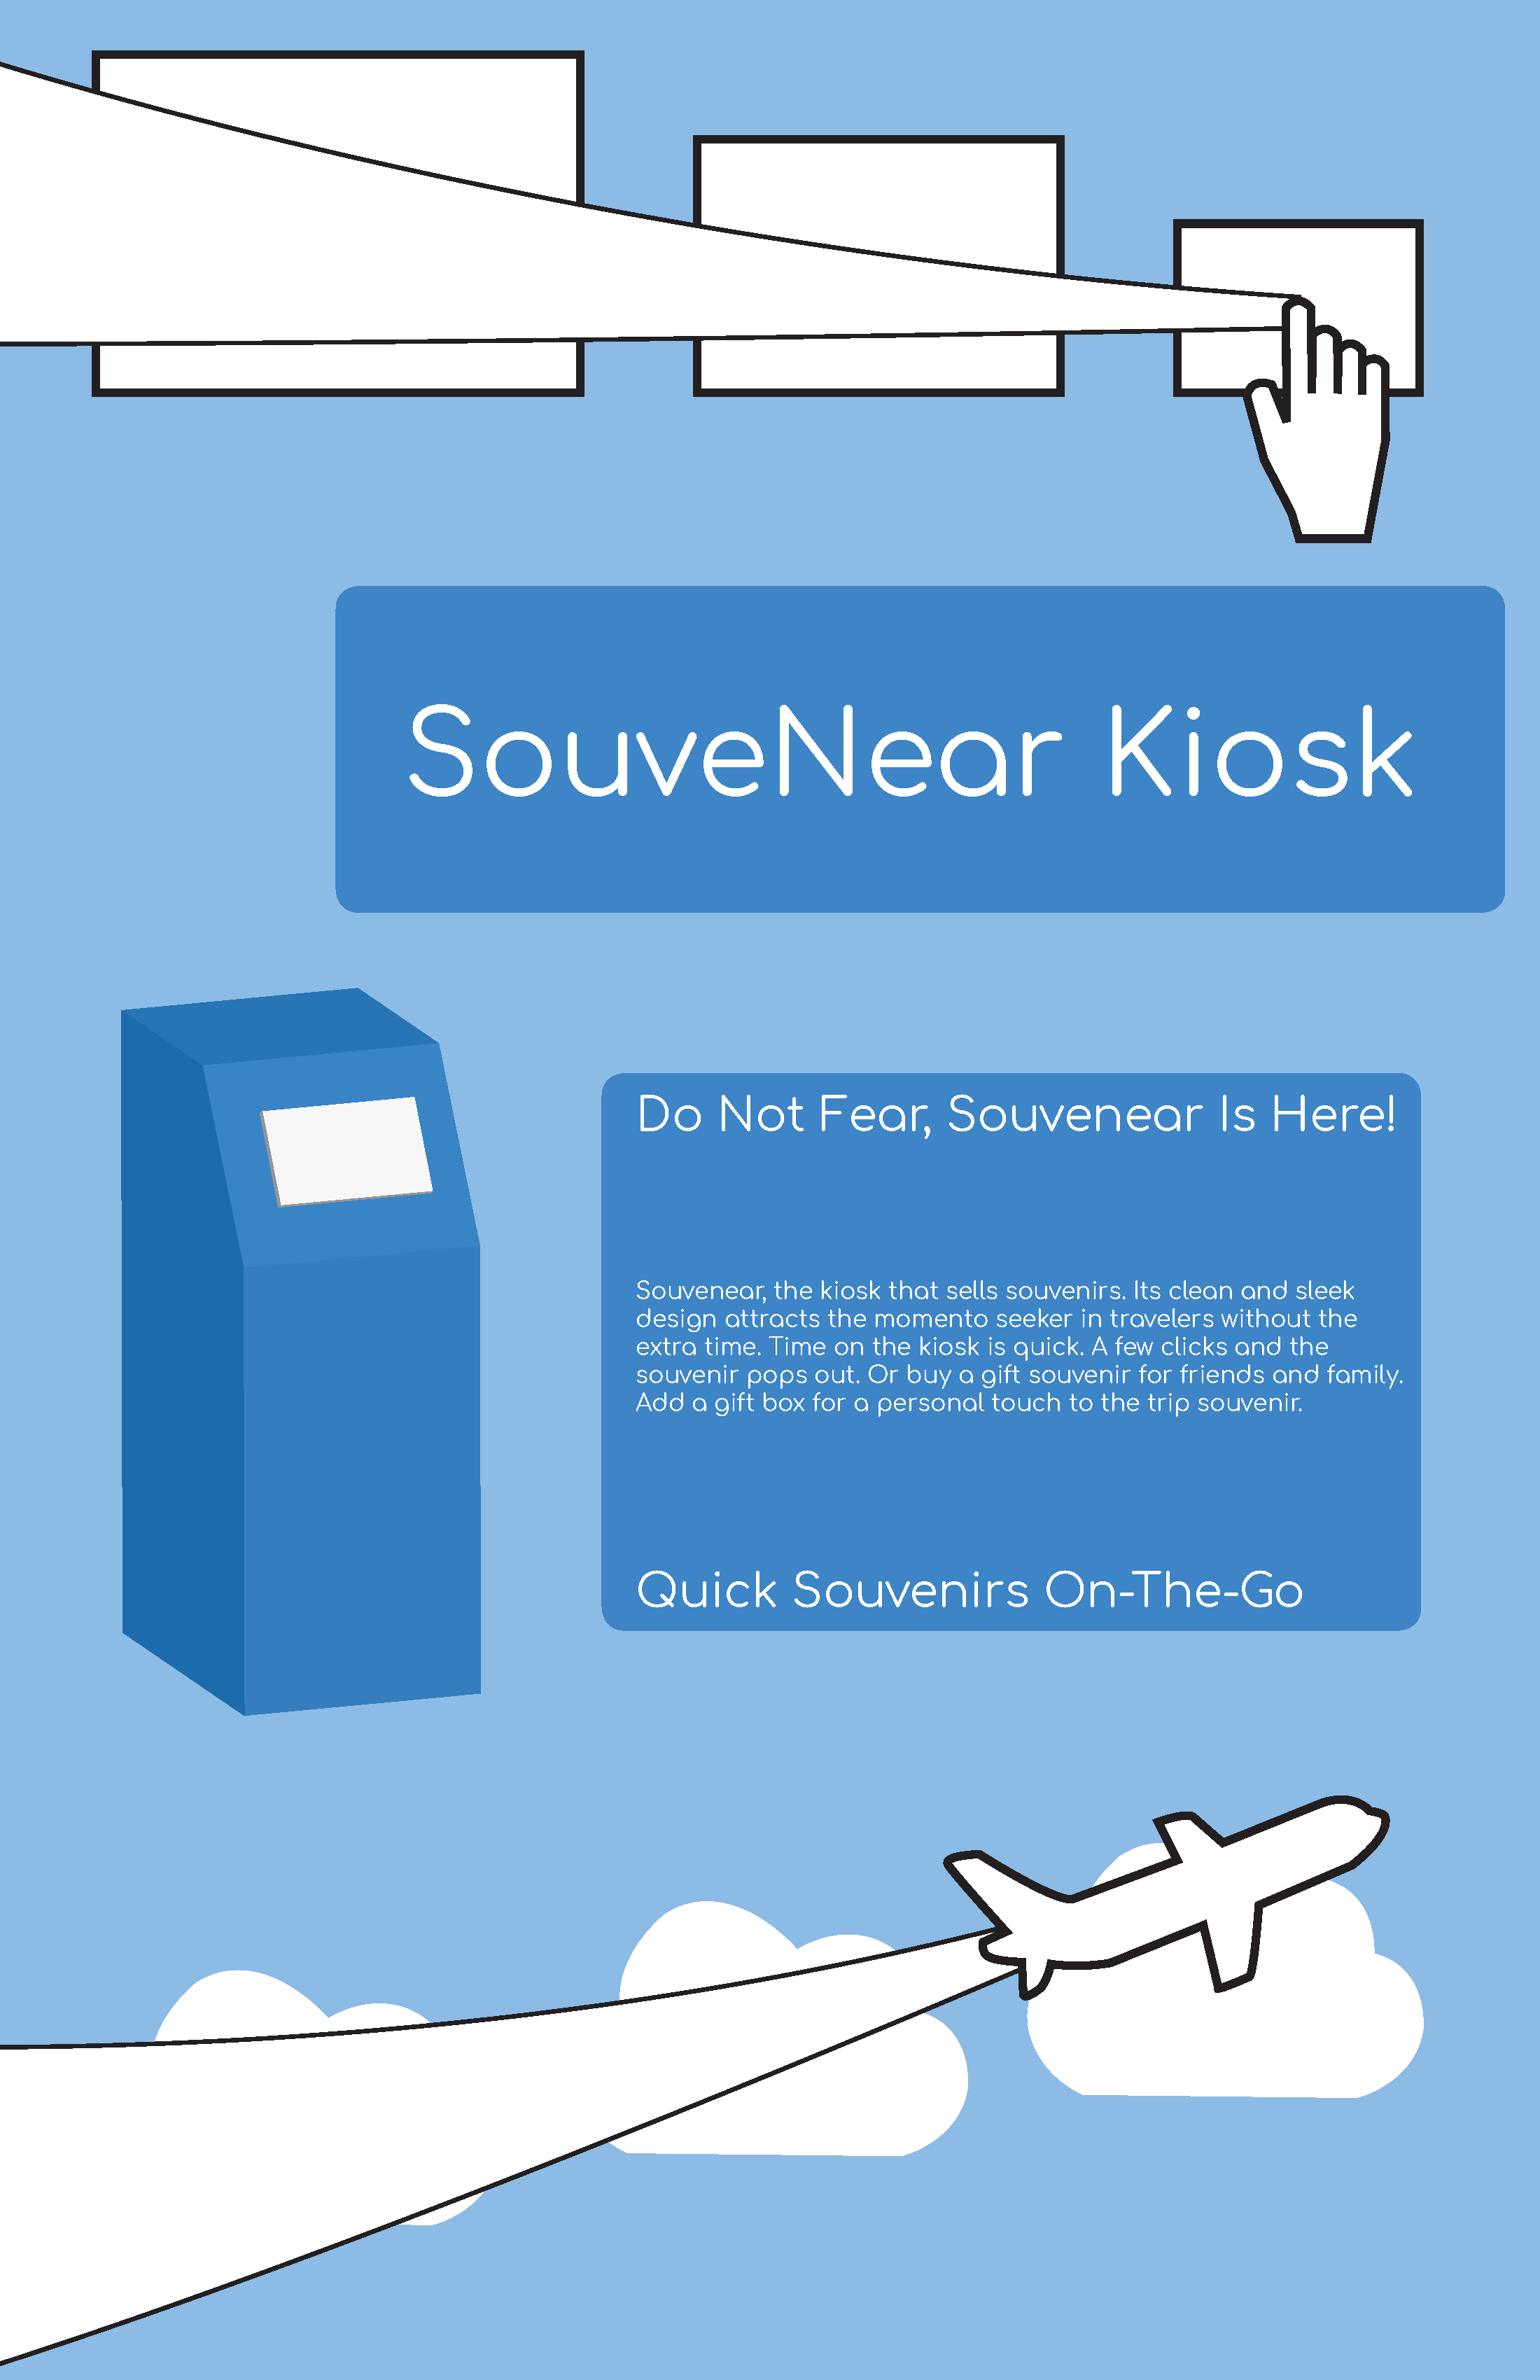 SouveNear Kiosk
Do Not Fear, Souvenear Is Here!
Souvenear, the kiosk that sells souvenirs. Its clean and sleek
design attracts the momento seeker in travelers without the
extra time. Time on the kiosk is quick. A few clicks and the
souvenir pops out. Or buy a gift souvenir for friends and family.
Add a gift box for a personal touch to the trip souvenir.
Quick Souvenirs On-The-Go